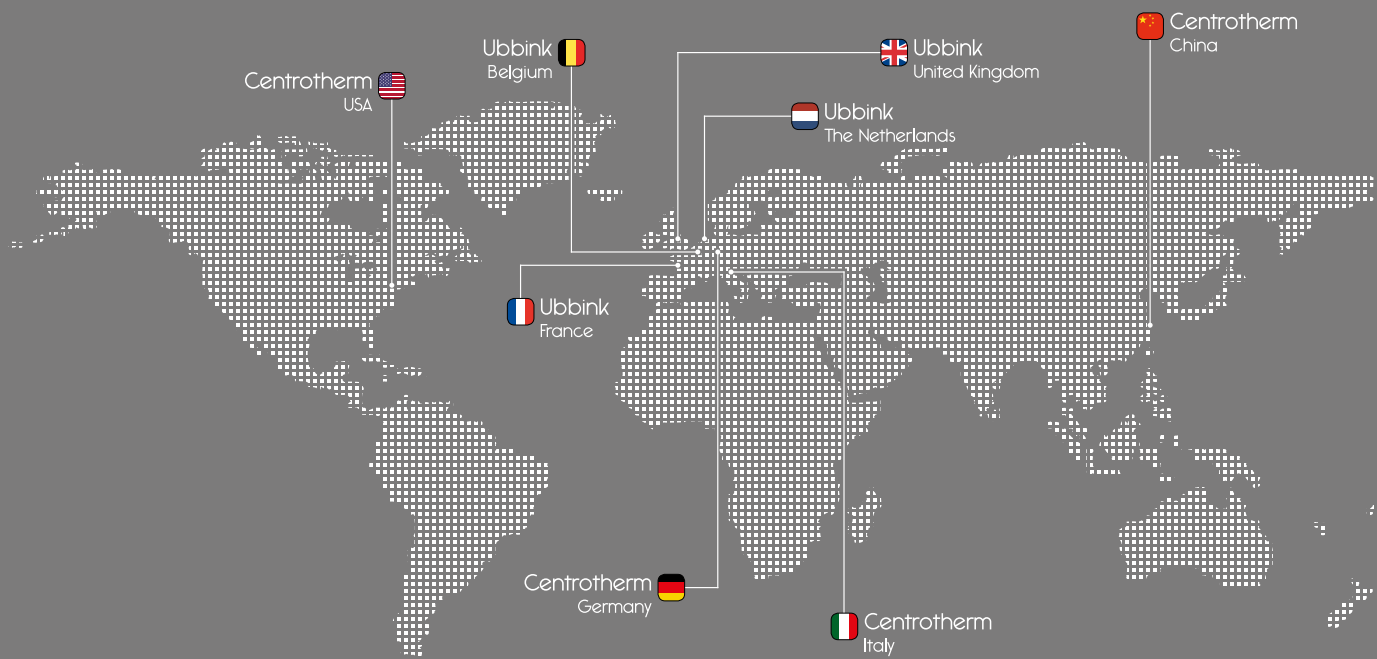 Centrotherm
China
Ubbink
Belgium
Ubbink
United Kingdom
Centrotherm
USA
Ubbink
The Netherlands
Ubbink
France
Centrotherm
Germany
Centrotherm
Italy